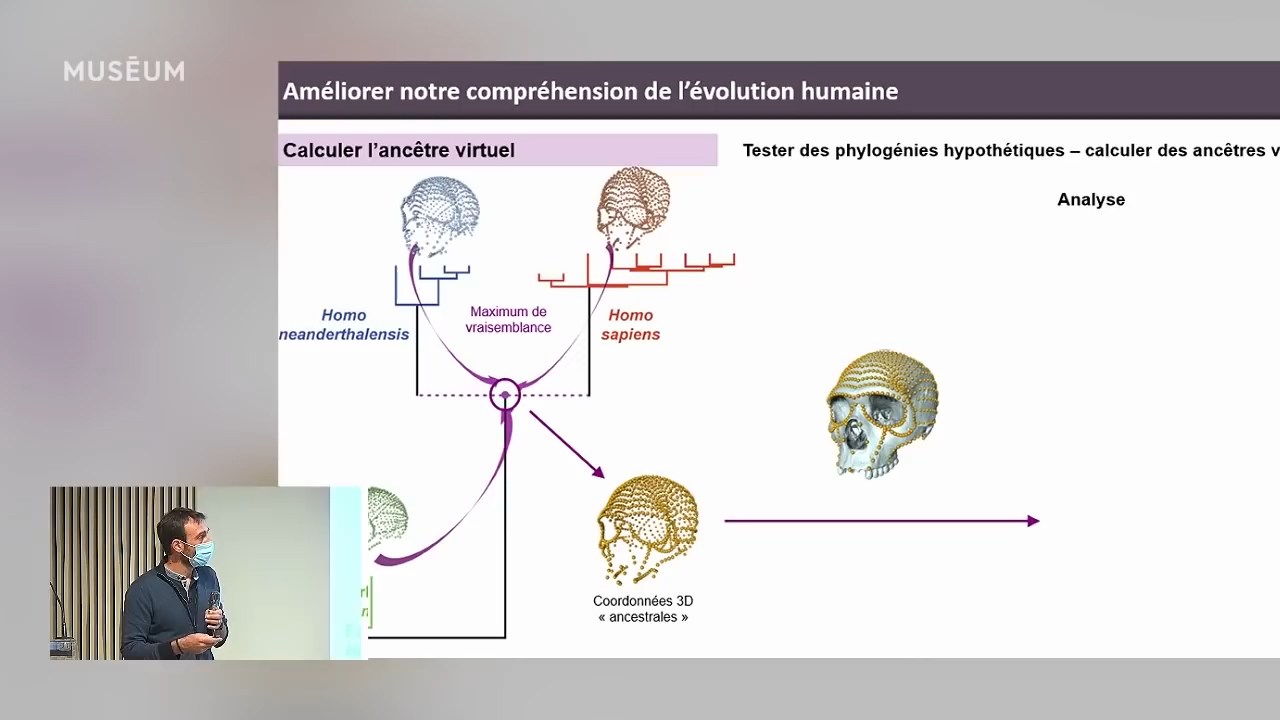 MUSĒUM
Améliorer notre compréhension de l'évolution humaine
Calculer l'ancêtre virtuel
Tester des phylogénies hypothétiques – calculer des ancêtres v
Analyse
Homo
neanderthalensis
Maximum de
vraisemblance
Homo
sapiens
Coordonnées 3D
« ancestrales »